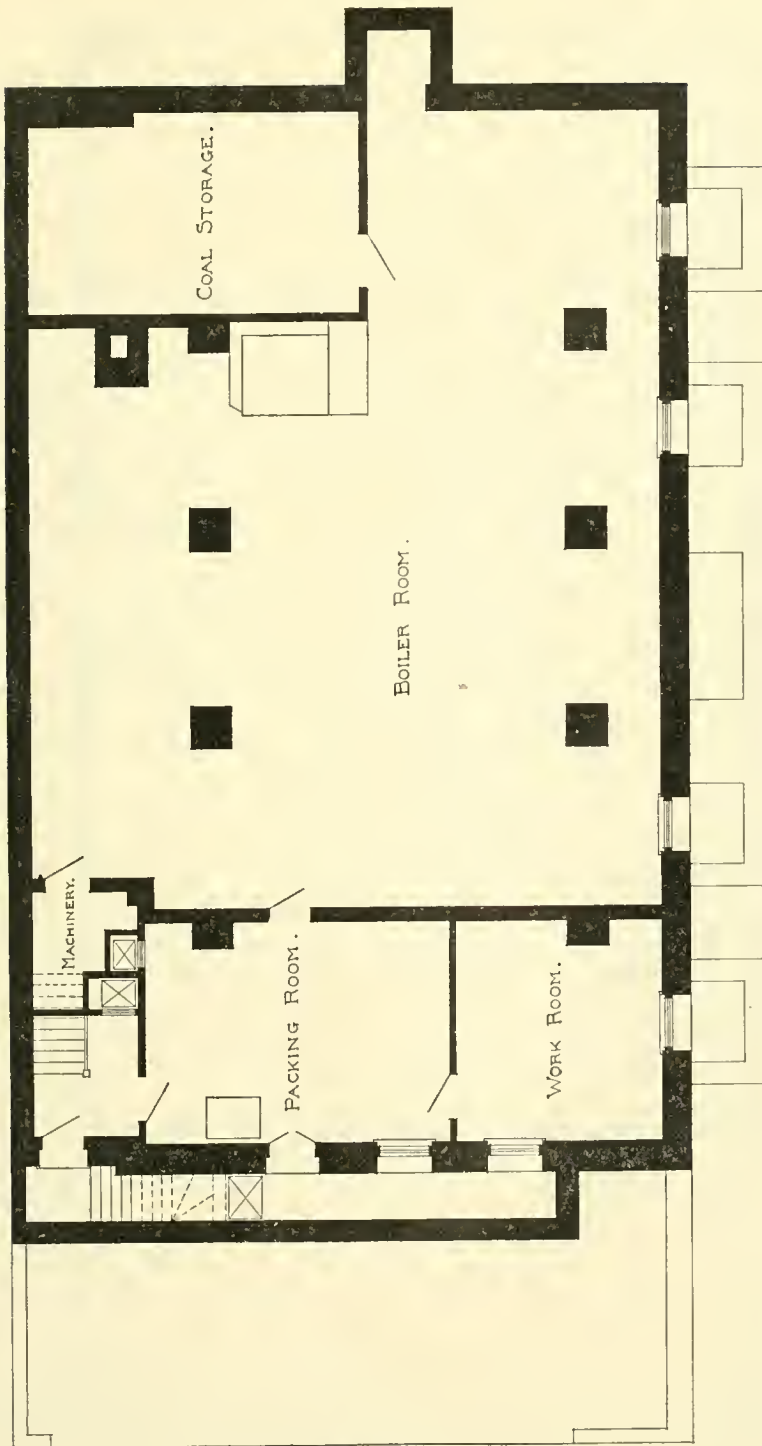 COAL STORAGE.
BOILER ROOM.
MACHINERY.
PACKING ROOM.
WORK ROOM.